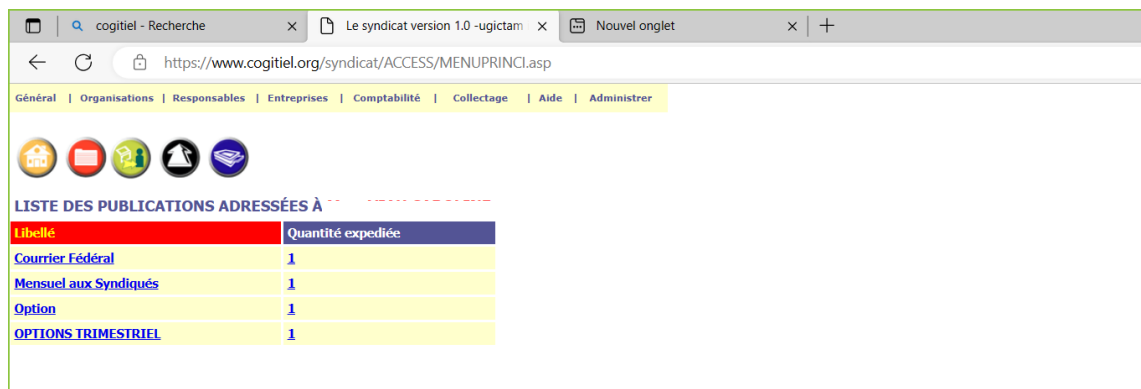 cogitiel - Recherche
Le syndicat version 1.0 -ugictam
Nouvel onglet
https://www.cogitiel.org/syndicat/ACCESS/MENUPRINCI.asp
Général | Organisations | Responsables | Entreprises | Comptabilité | Collectage | Aide | Administrer
LISTE DES PUBLICATIONS ADRESSÉES À
Libellé Quantité expediée
Courrier Fédéral 1
Mensuel aux Syndiqués 1
Option 1
OPTIONS TRIMESTRIEL 1